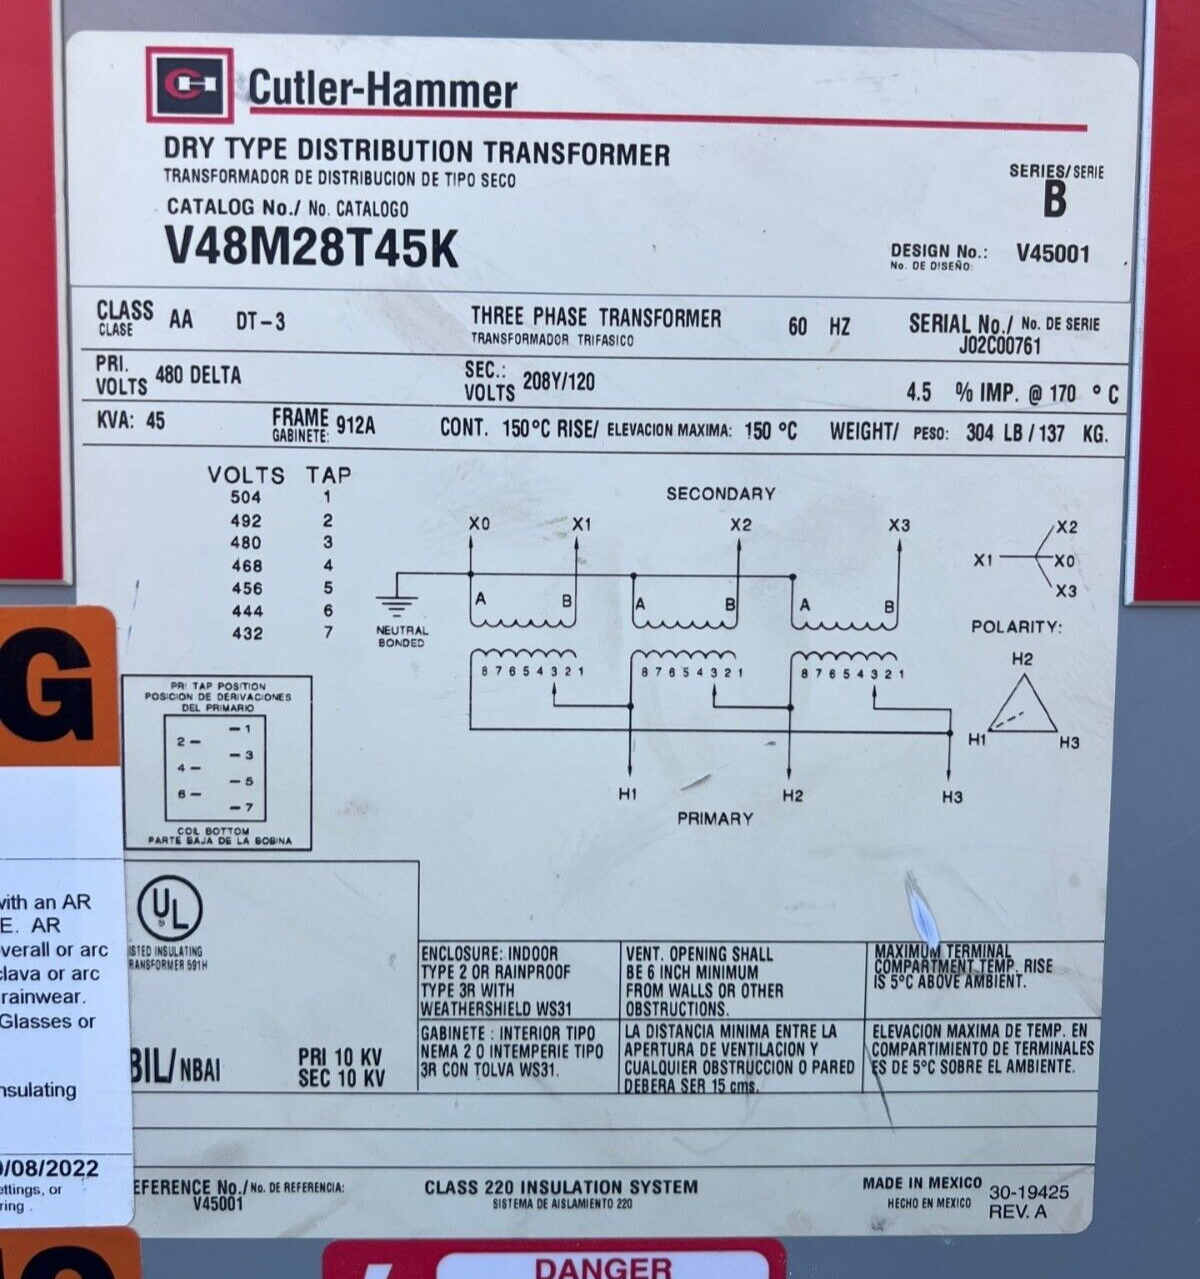 Cutler-Hammer
DRY TYPE DISTRIBUTION TRANSFORMER
TRANSFORMADOR DE DISTRIBUCION DE TIPO SECO
CATALOG No./ No. CATALOGO
V48M28T45K
SERIES/SERIE
B
DESIGN No.: V45001
No. DE DISEÑO:
CLASS AA DT-3
CLASE
THREE PHASE TRANSFORMER 60 HZ
TRANSFORMADOR TRIFASICO
SERIAL No./ No. DE SERIE
J02C00761
PRI.
VOLTS 480 DELTA
SEC.:
VOLTS 208Y/120
4.5 % IMP. @ 170 °C
KVA: 45
FRAME 912A
GABINETE:
CONT. 150°C RISE/ ELEVACION MAXIMA: 150 °C
WEIGHT/ PESO: 304 LB / 137 KG.
VOLTS TAP
504 1
492 2
480 3
468 4
456 5
444 6
432 7
SECONDARY
X0 X1 X2 X3
A B A B A B
NEUTRAL
BONDED
8 7 6 5 4 3 2 1 8 7 6 5 4 3 2 1 8 7 6 5 4 3 2 1
H1 H2 H3
PRIMARY
X2
X1 X0
X3
POLARITY:
H2
H1 H3
PRI TAP POSITION
POSICION DE DERIVACIONES
DEL PRIMARIO
- 1
2 -
- 3
4 -
- 5
6 -
- 7
COIL BOTTOM
PARTE BAJA DE LA BOBINA
UL
ISTED INSULATING
RANSFORMER 591H
BIL/NBAI
PRI 10 KV
SEC 10 KV
ENCLOSURE: INDOOR
TYPE 2 OR RAINPROOF
TYPE 3R WITH
WEATHERSHIELD WS31
GABINETE : INTERIOR TIPO
NEMA 2 O INTEMPERIE TIPO
3R CON TOLVA WS31.
VENT. OPENING SHALL
BE 6 INCH MINIMUM
FROM WALLS OR OTHER
OBSTRUCTIONS.
LA DISTANCIA MINIMA ENTRE LA
APERTURA DE VENTILACION Y
CUALQUIER OBSTRUCCION O PARED
DEBERA SER 15 cms.
MAXIMUM TERMINAL
COMPARTMENT TEMP. RISE
IS 5°C ABOVE AMBIENT.
ELEVACION MAXIMA DE TEMP. EN
COMPARTIMIENTO DE TERMINALES
ES DE 5°C SOBRE EL AMBIENTE.
EFERENCE No./No. DE REFERENCIA:
V45001
CLASS 220 INSULATION SYSTEM
SISTEMA DE AISLAMIENTO 220
MADE IN MEXICO
HECHO EN MEXICO
30-19425
REV. A
G
with an AR
E. AR
verall or arc
clava or arc
rainwear.
Glasses or
nsulating
/08/2022
ettings, or
ring .
DANGER